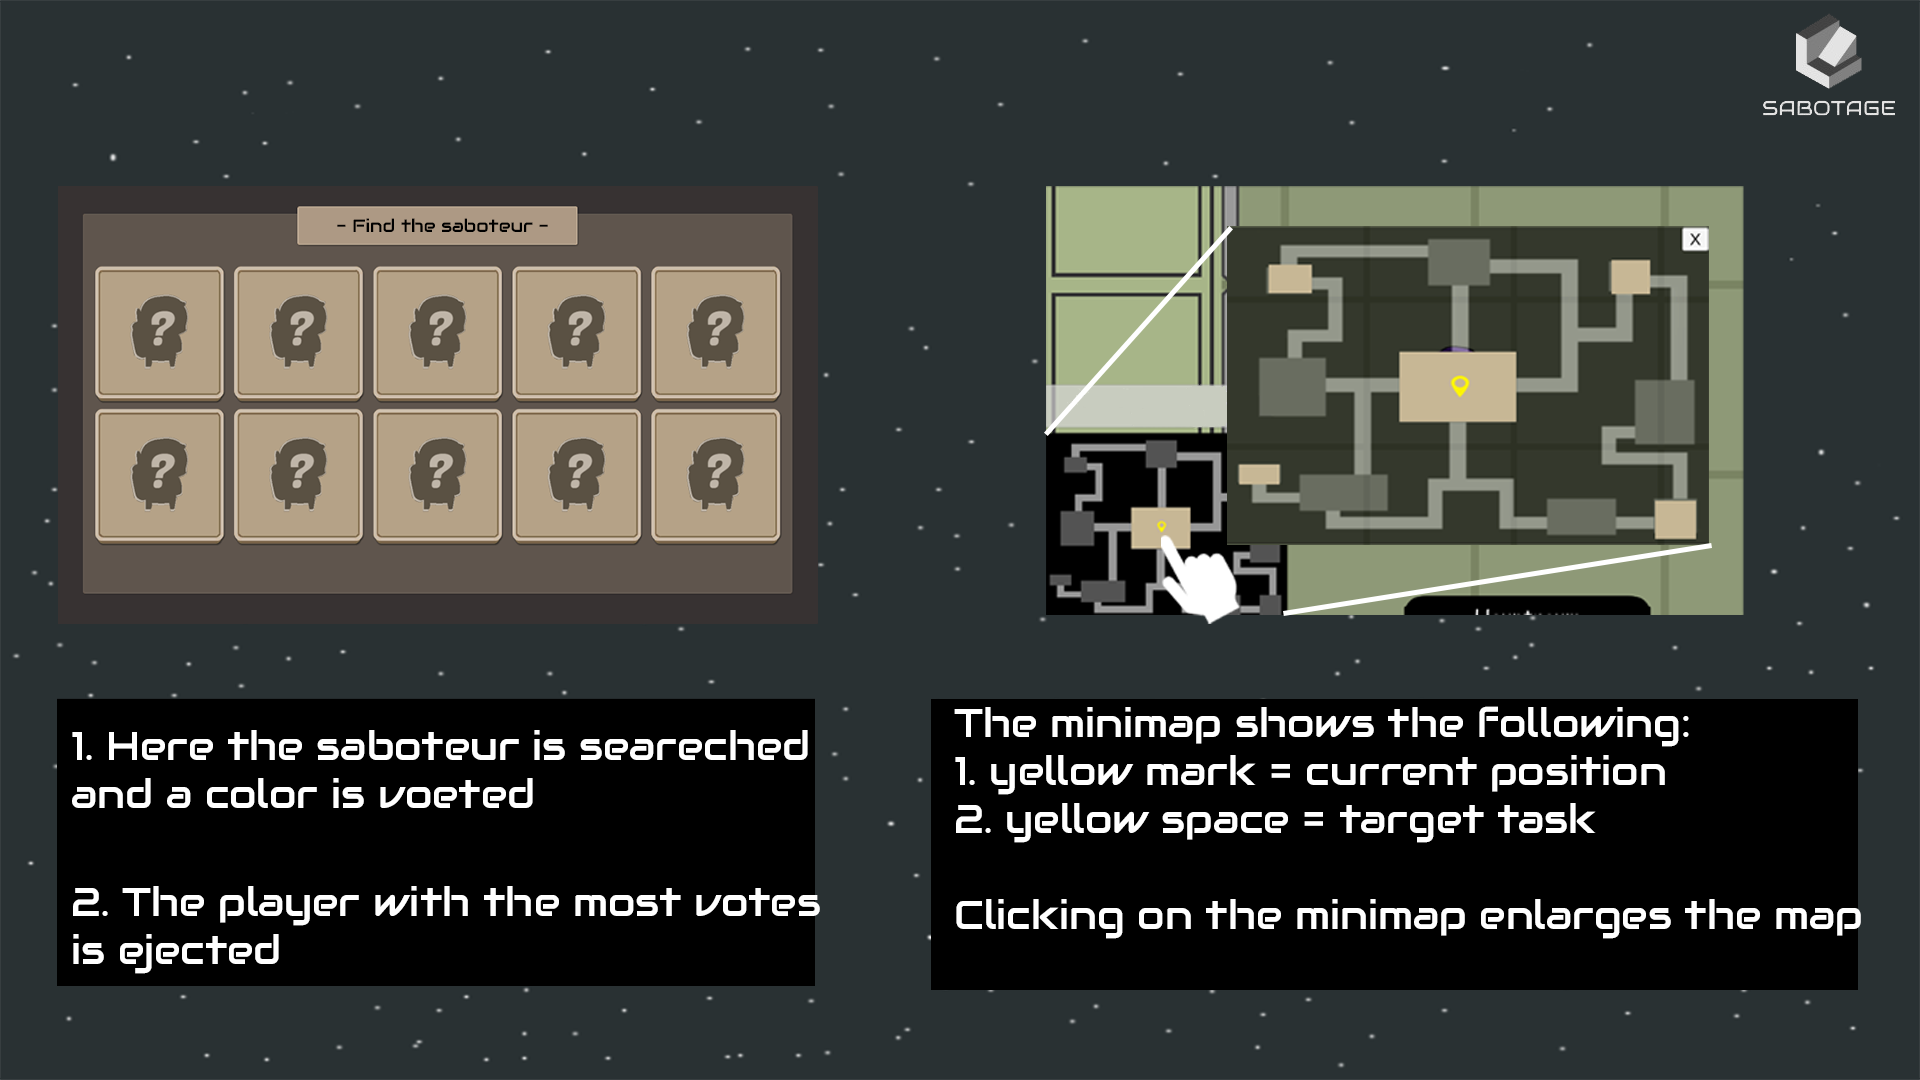 SABOTAGE
- Find the saboteur -
? ? ? ? ?
? ? ? ? ?
X
1. Here the saboteur is seareched
and a color is voeted
2. The player with the most votes
is ejected
The minimap shows the following:
1. yellow mark = current position
2. yellow space = target task
Clicking on the minimap enlarges the map